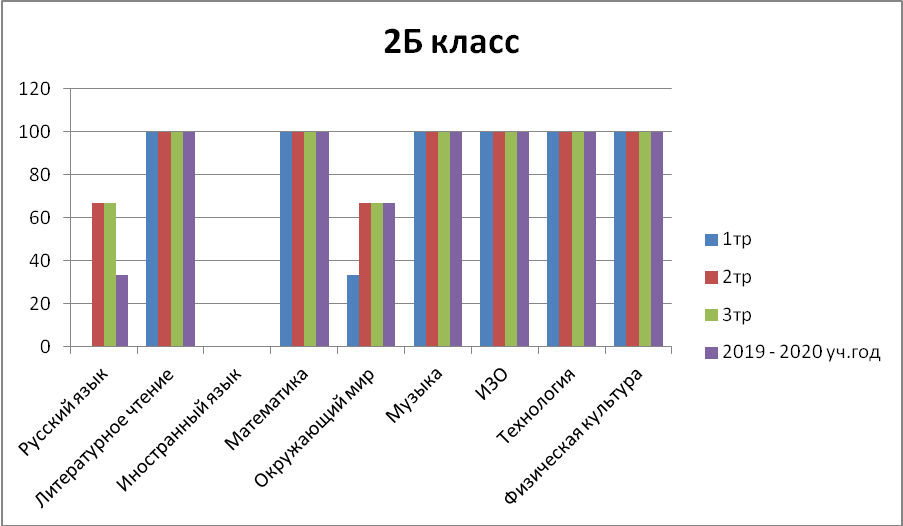 2Б класс
120
100
80
60
40
20
0
Русский язык
Литературное чтение
Иностранный язык
Математика
Окружающий мир
Музыка
ИЗО
Технология
Физическая культура
1тр
2тр
3тр
2019 - 2020 уч.год